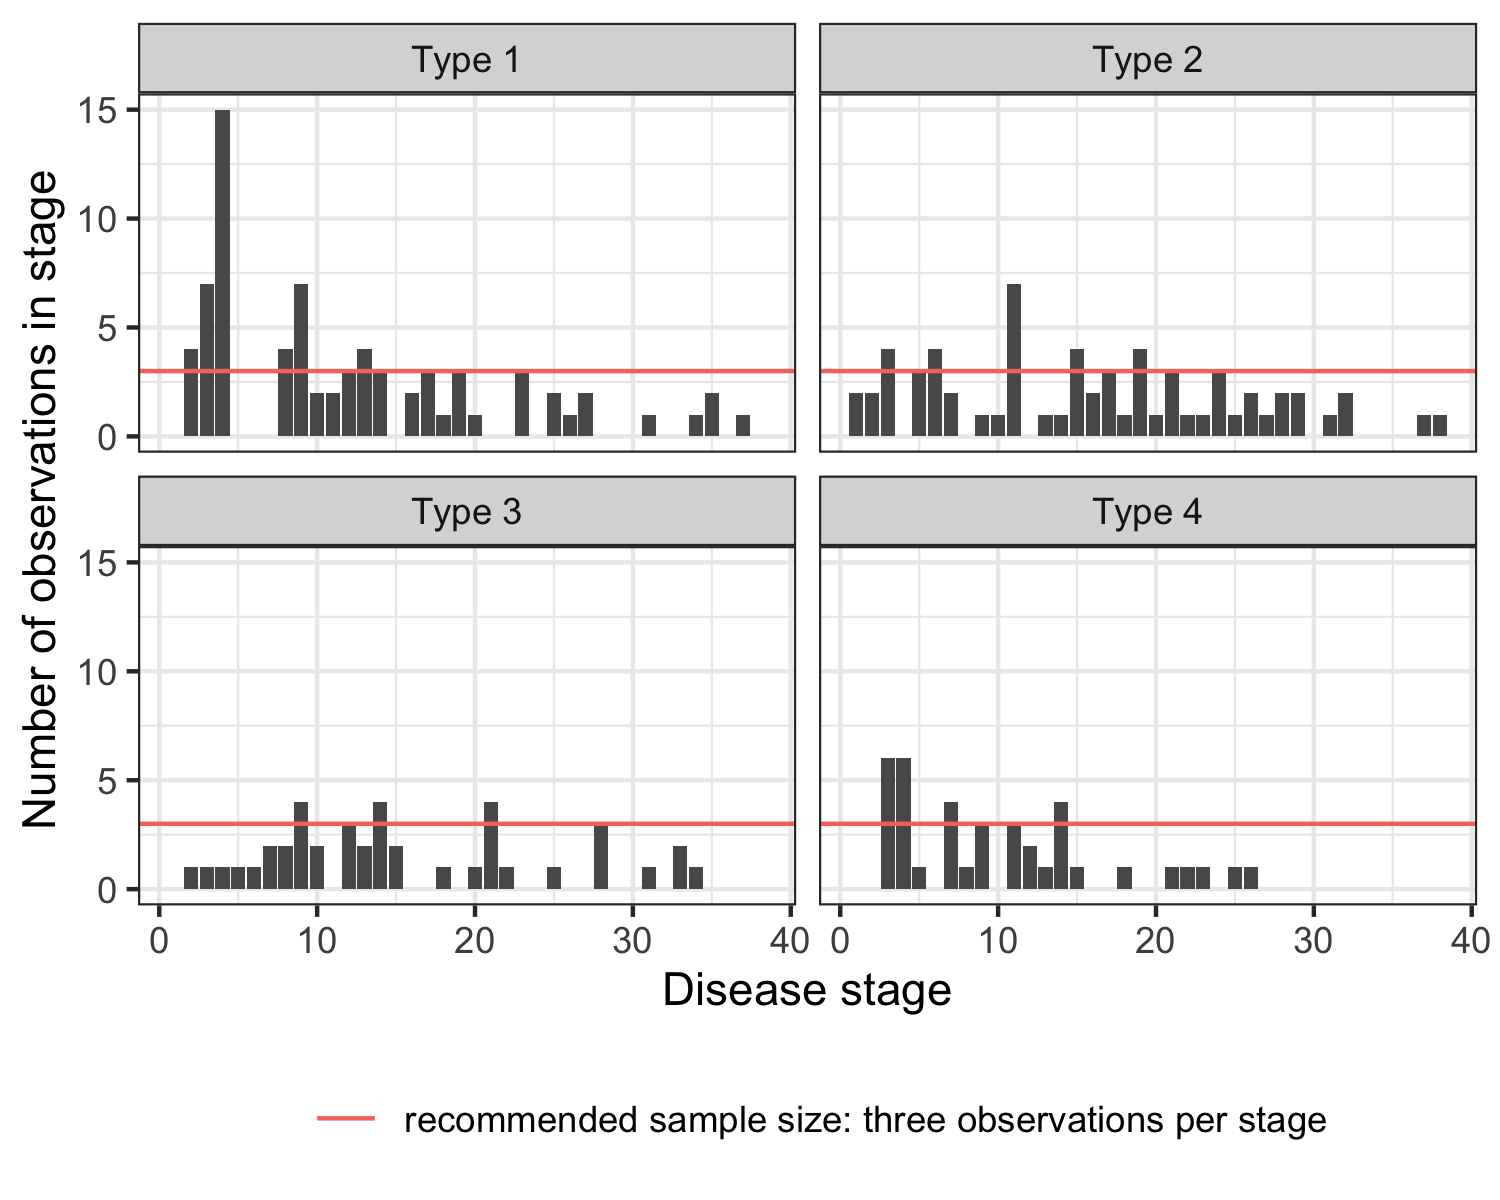 Type 1
Type 2
15
10
5
0
Type 3
Type 4
15
10
5
0
0 10 20 30 40 0 10 20 30 40
Number of observations in stage
Disease stage
recommended sample size: three observations per stage